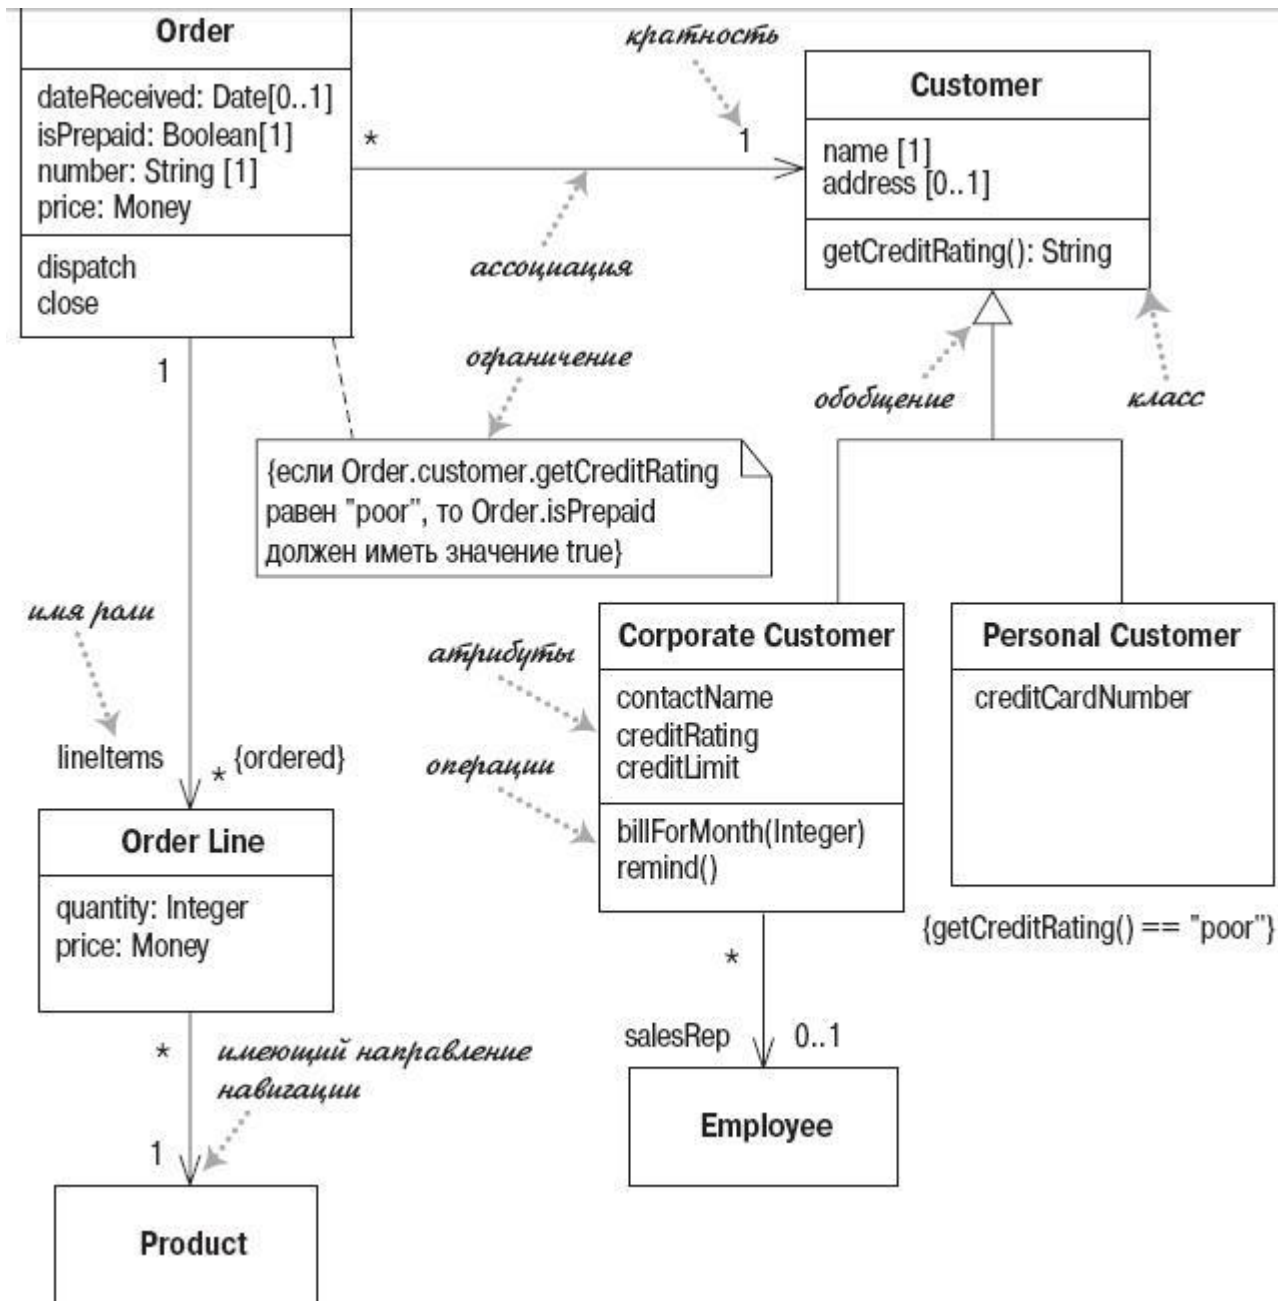 Order
dateReceived: Date[0..1]
isPrepaid: Boolean[1]
number: String [1]
price: Money
dispatch
close
кратность
*
1
ассоциация
Customer
name [1]
address [0..1]
getCreditRating(): String
1
ограничение
обобщение
класс
{если Order.customer.getCreditRating
равен "poor", то Order.isPrepaid
должен иметь значение true}
имя роли
lineItems
* {ordered}
атрибуты
операции
Corporate Customer
contactName
creditRating
creditLimit
billForMonth(Integer)
remind()
Personal Customer
creditCardNumber
{getCreditRating() == "poor"}
Order Line
quantity: Integer
price: Money
*
salesRep
0..1
Employee
*
имеющий направление
навигации
1
Product